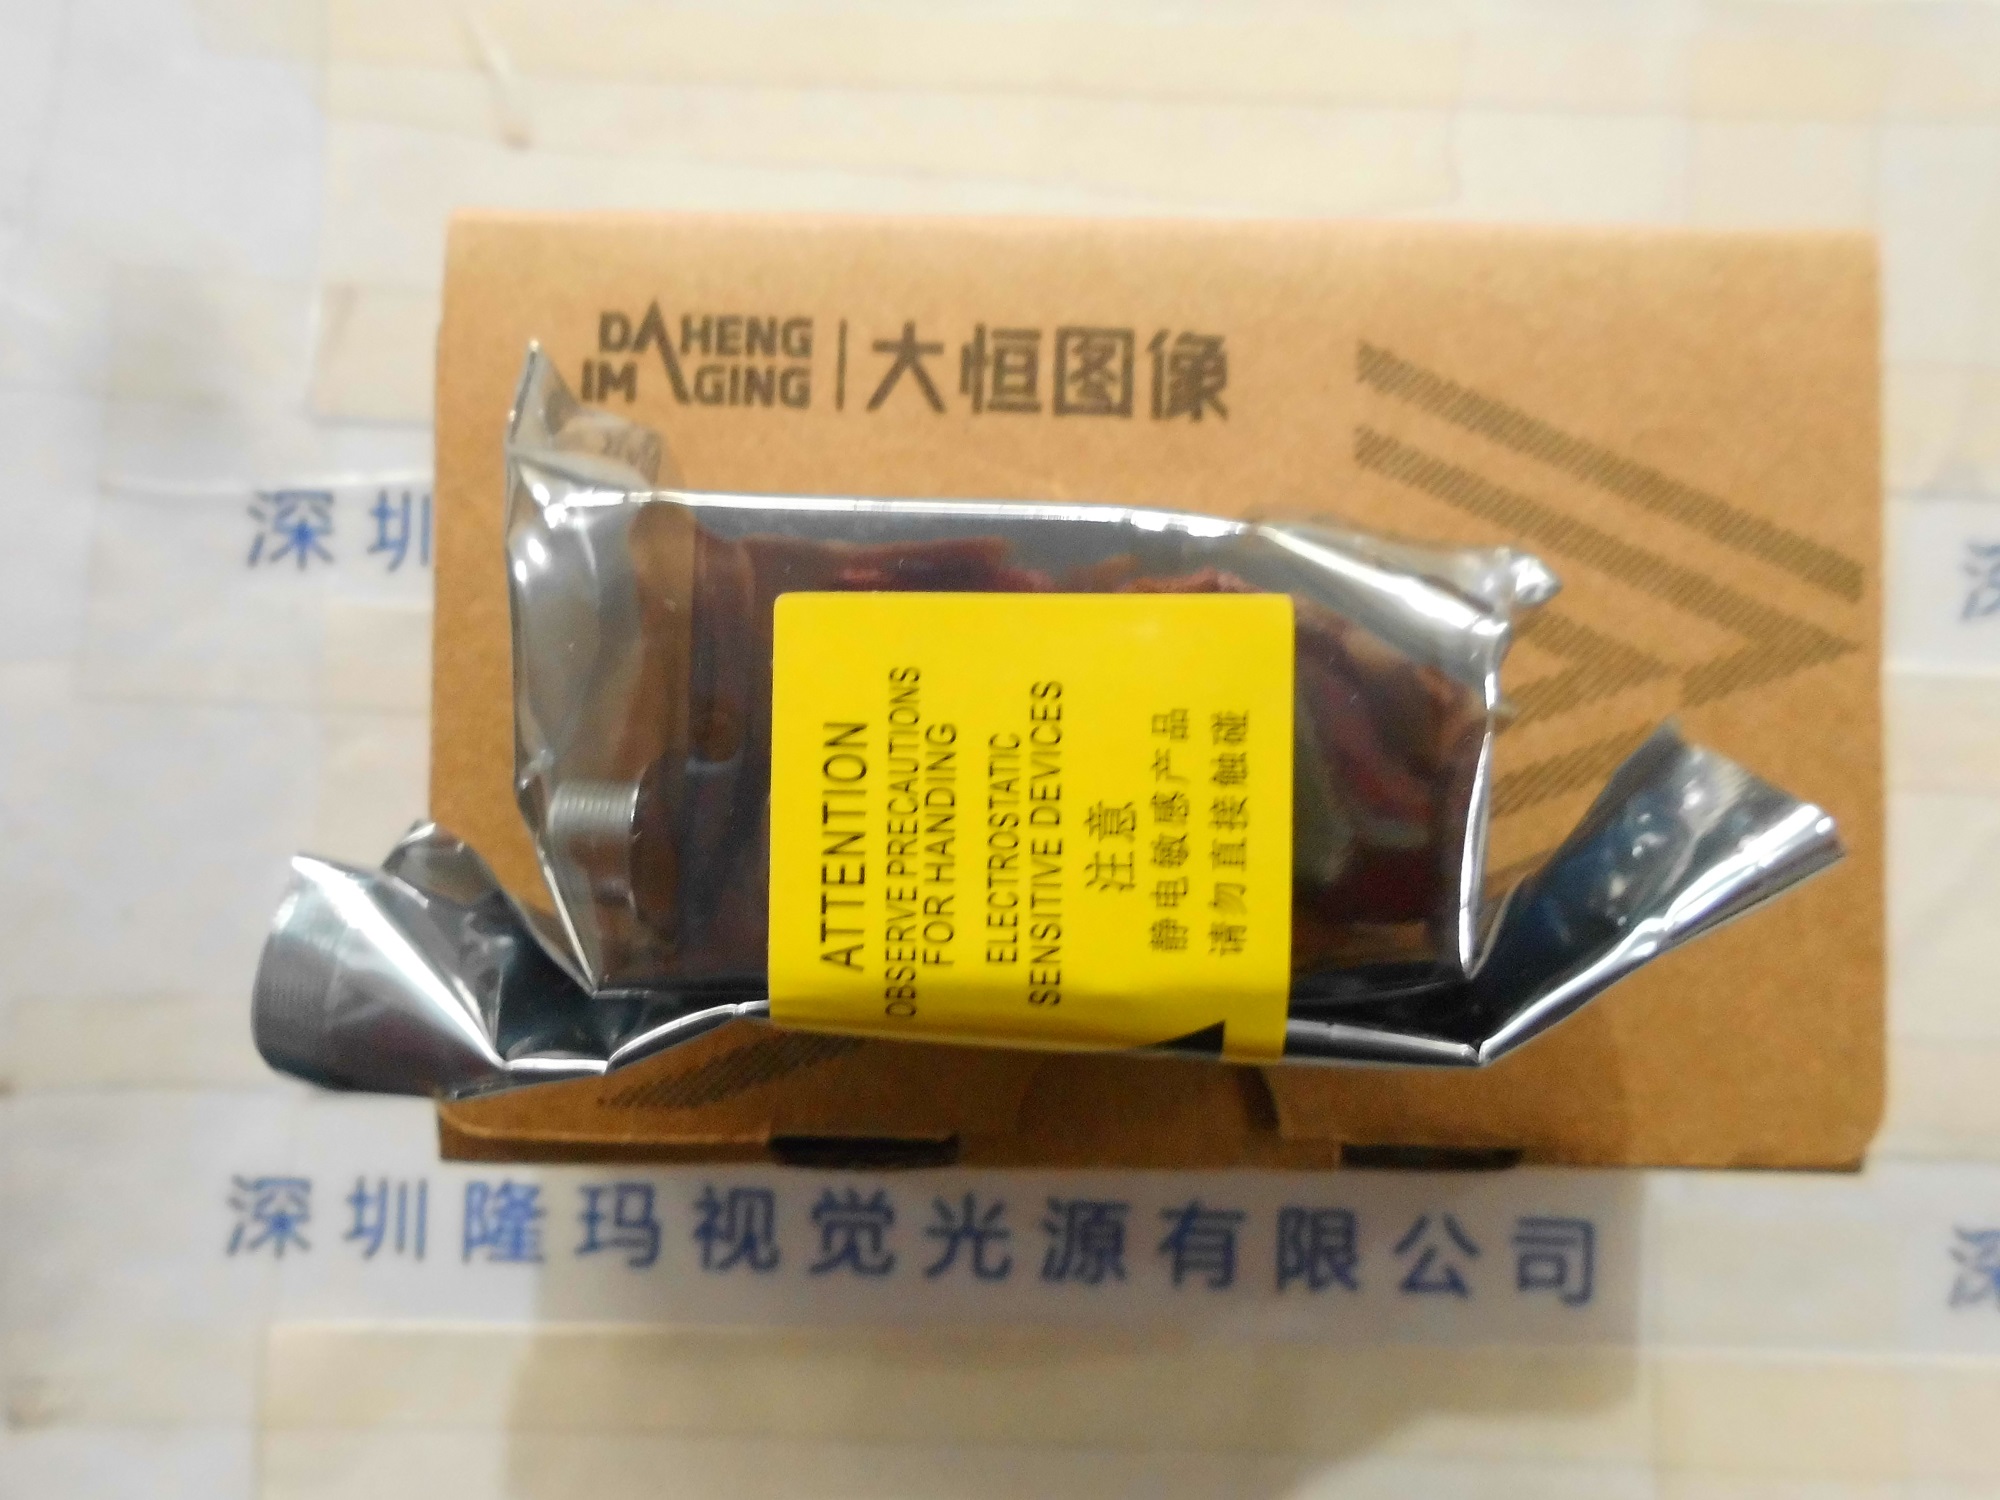 DAHENG
IMAGING
大恒图像
深圳
深
ATTENTION
OBSERVE PRECAUTIONS
FOR HANDING
ELECTROSTATIC
SENSITIVE DEVICES
注意
静电敏感产品
请勿直接触碰
深圳隆玛视觉光源有限公司
深